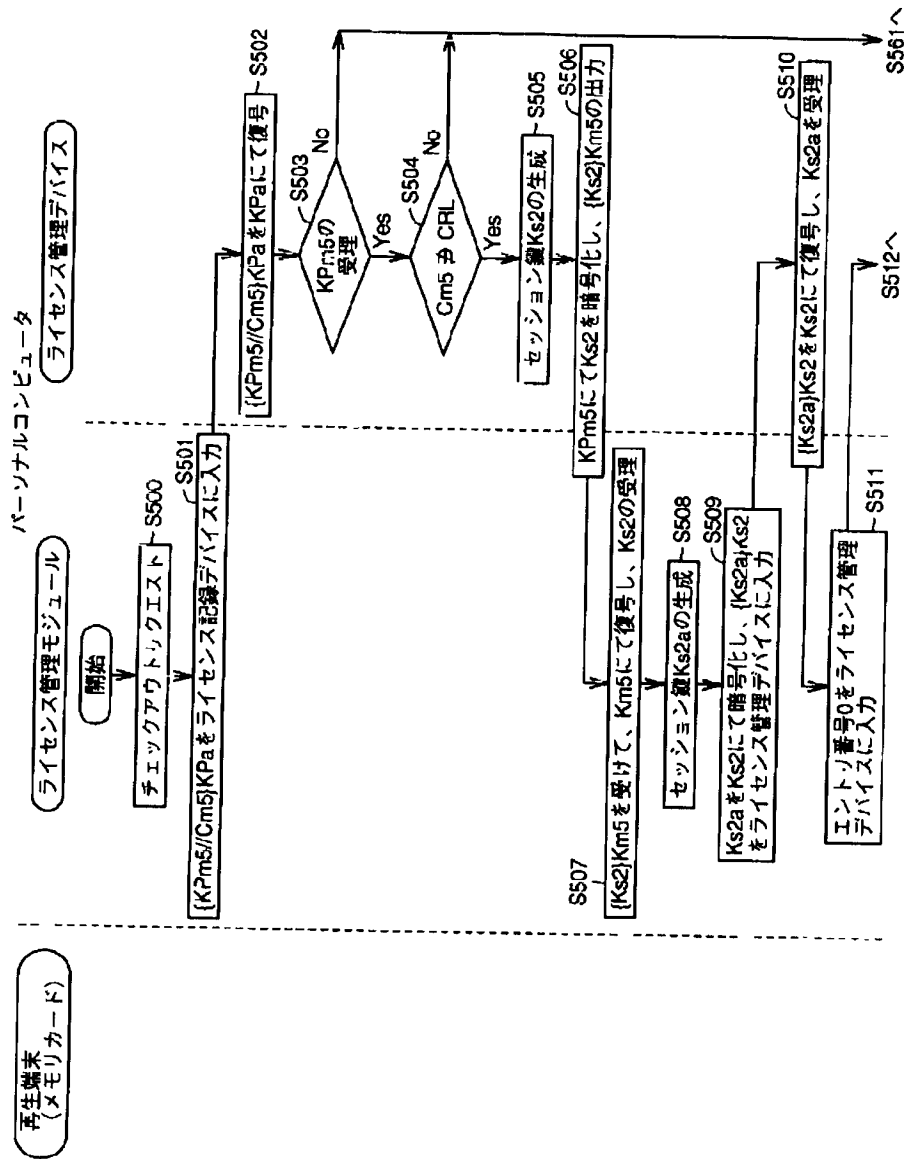 パーソナルコンピュータ
再生端末
(メモリカード)
ライセンス管理モジュール
ライセンス管理デバイス
開始
チェックアウトリクエスト
S500
{KPm5//Cm5}KPaをライセンス記録デバイスに入力
S501
{KPm5//Cm5}KPaをKPaにて復号
S502
KPm5の
受理
S503
No
Yes
Cm5 ∌ CRL
S504
No
Yes
セッション鍵Ks2の生成
S505
KPm5にてKs2を暗号化し、{Ks2}Km5の出力
S506
S507
{Ks2}Km5を受けて、Km5にて復号し、Ks2の受理
セッション鍵Ks2aの生成
S508
Ks2aをKs2にて暗号化し、{Ks2a}Ks2
をライセンス管理デバイスに入力
S509
{Ks2a}Ks2をKs2にて復号し、Ks2aを受理
S510
エントリ番号0をライセンス管理
デバイスに入力
S511
S512へ
S561へ